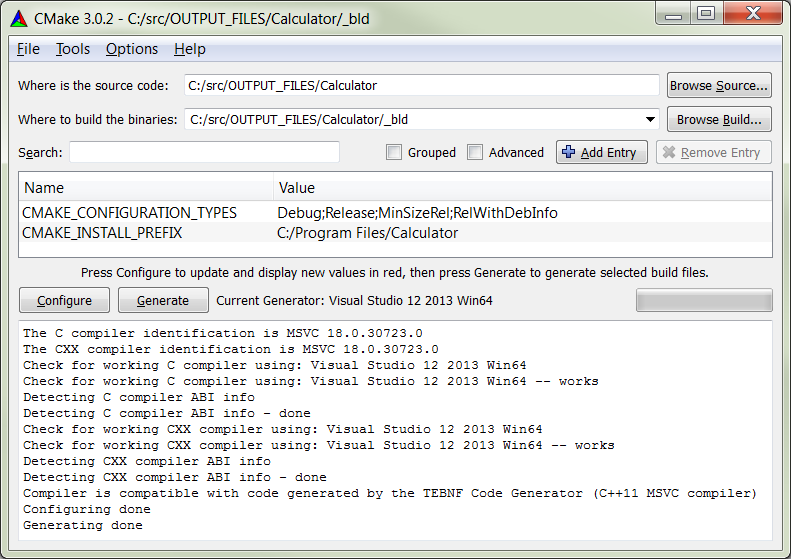 CMake 3.0.2 - C:/src/OUTPUT_FILES/Calculator/_bld
File Tools Options Help
Where is the source code: C:/src/OUTPUT_FILES/Calculator Browse Source...
Where to build the binaries: C:/src/OUTPUT_FILES/Calculator/_bld Browse Build...
Search: Grouped Advanced Add Entry Remove Entry
Name Value
CMAKE_CONFIGURATION_TYPES Debug;Release;MinSizeRel;RelWithDebInfo
CMAKE_INSTALL_PREFIX C:/Program Files/Calculator
Press Configure to update and display new values in red, then press Generate to generate selected build files.
Configure Generate Current Generator: Visual Studio 12 2013 Win64
The C compiler identification is MSVC 18.0.30723.0
The CXX compiler identification is MSVC 18.0.30723.0
Check for working C compiler using: Visual Studio 12 2013 Win64
Check for working C compiler using: Visual Studio 12 2013 Win64 -- works
Detecting C compiler ABI info
Detecting C compiler ABI info - done
Check for working CXX compiler using: Visual Studio 12 2013 Win64
Check for working CXX compiler using: Visual Studio 12 2013 Win64 -- works
Detecting CXX compiler ABI info
Detecting CXX compiler ABI info - done
Compiler is compatible with code generated by the TEBNF Code Generator (C++11 MSVC compiler)
Configuring done
Generating done